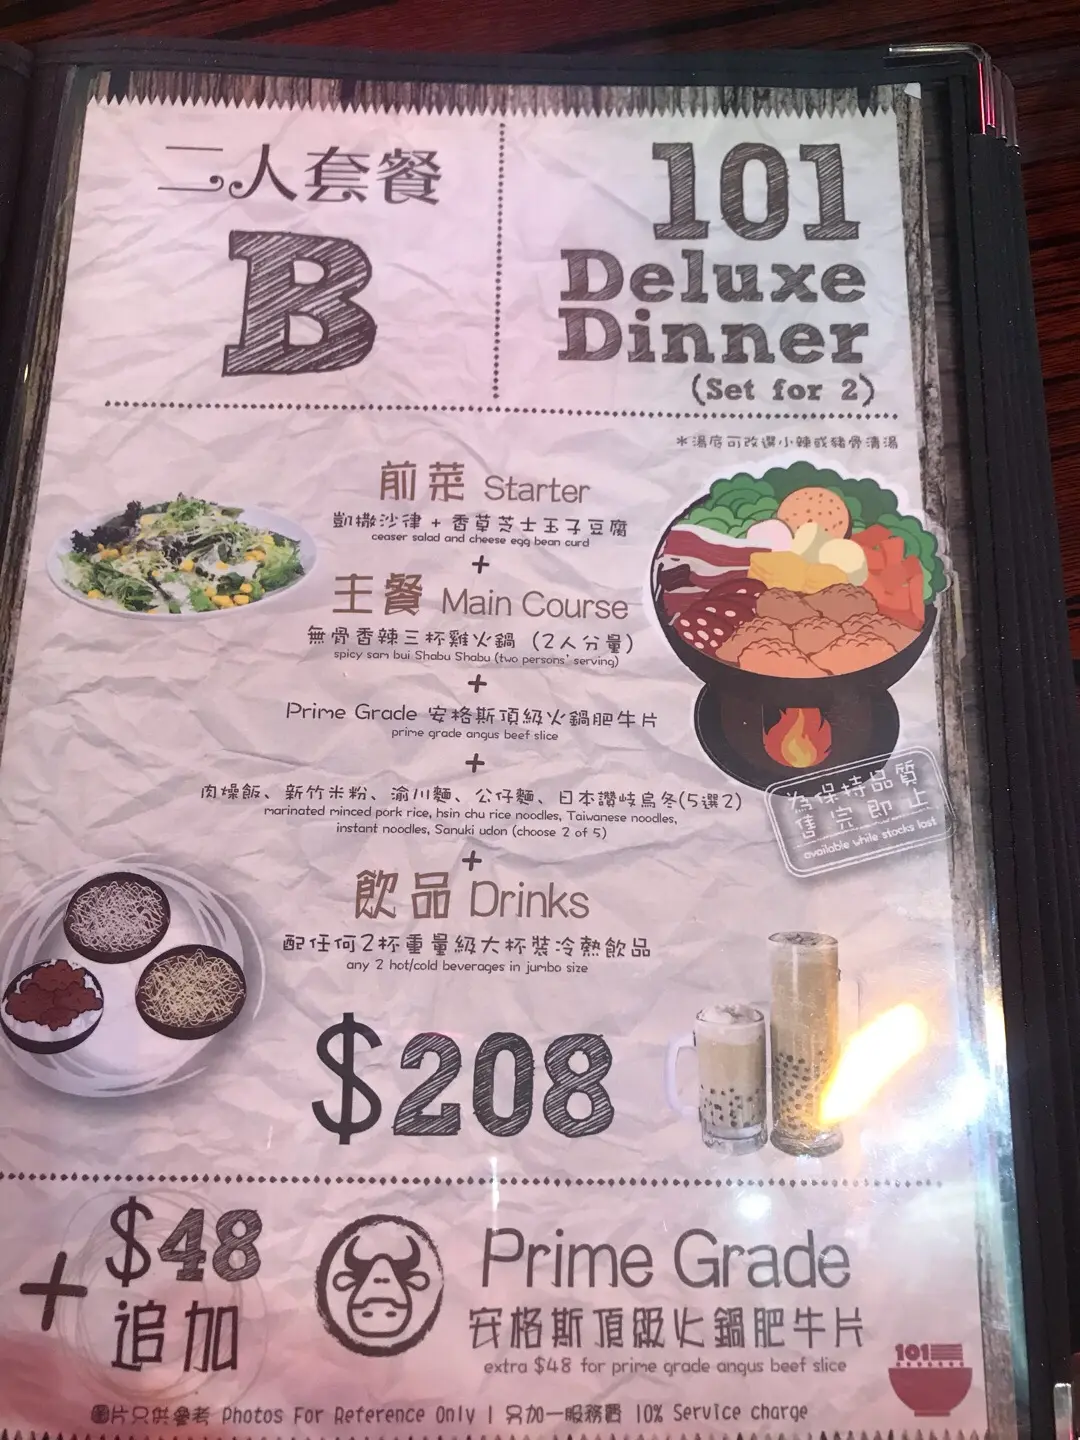 二人套餐
B
101
Deluxe
Dinner
(Set for 2)
*湯底可改選小辣或豬骨清湯
前菜 Starter
凱撒沙律 + 香草芝士玉子豆腐
ceaser salad and cheese egg bean curd
+
主餐 Main Course
無骨香辣三杯雞火鍋 (2人分量)
spicy sam bui Shabu Shabu (two persons' serving)
+
Prime Grade 安格斯頂級火鍋肥牛片
prime grade angus beef slice
+
肉燥飯、新竹米粉、渝川麵、公仔麵、日本讚岐烏冬(5選2)
marinated minced pork rice, hsin chu rice noodles, Taiwanese noodles,
instant noodles, Sanuki udon (choose 2 of 5)
為保持品質
售完即止
available while stocks last
+
飲品 Drinks
配任何2杯重量級大杯裝冷熱飲品
any 2 hot/cold beverages in jumbo size
$208
+ $48
追加
Prime Grade
安格斯頂級火鍋肥牛片
extra $48 for prime grade angus beef slice
101
圖片只供參考 Photos For Reference Only | 另加一服務費 10% Service charge